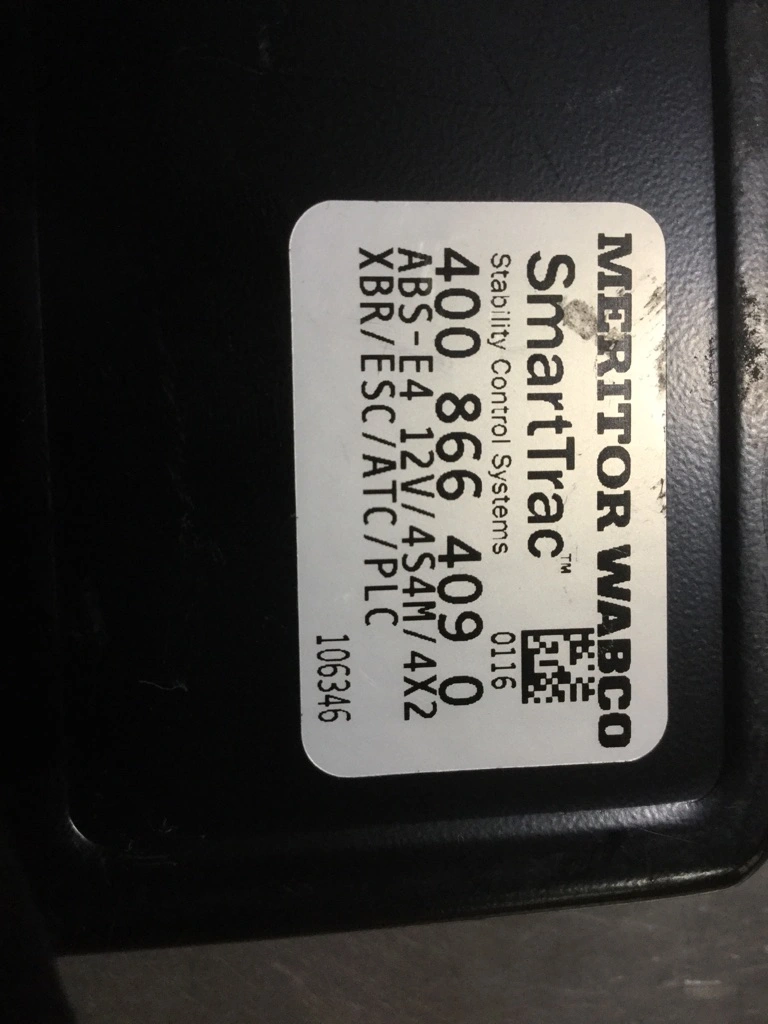 MERITOR WABCO
SmartTrac™
Stability Control Systems 0116
400 866 409 0
ABS-E4 12V/4S4M/4X2
XBR/ESC/ATC/PLC
106346